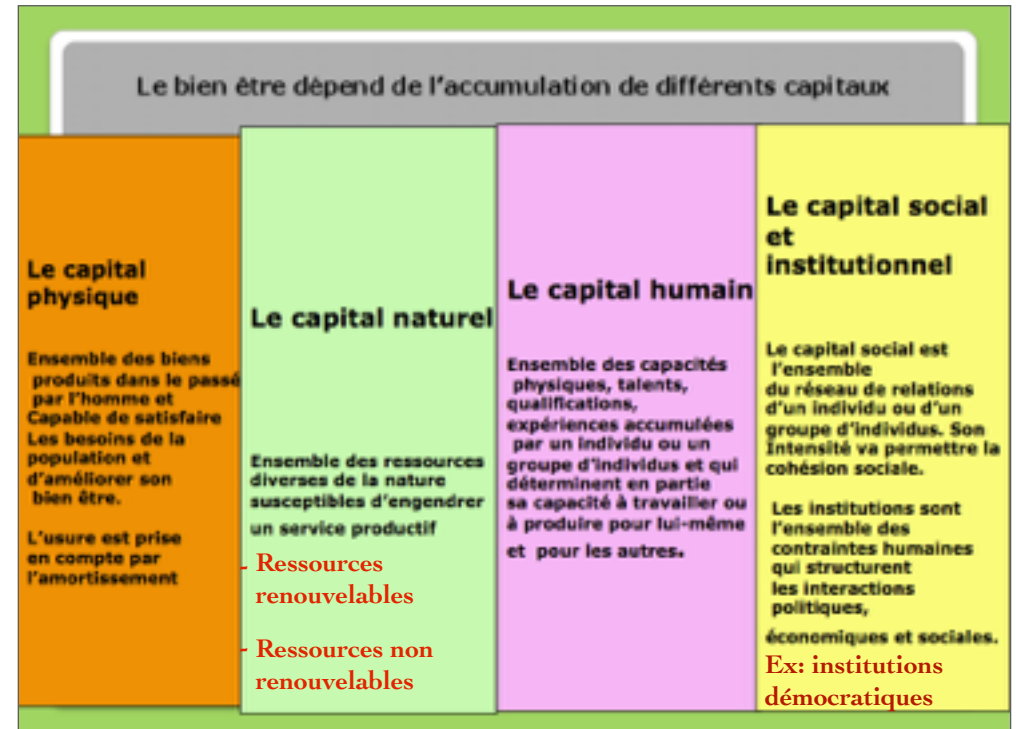 Le bien être dépend de l'accumulation de différents capitaux
Le capital
physique
Ensemble des biens
produits dans le passé
par l'homme et
Capable de satisfaire
Les besoins de la
population et
d'améliorer son
bien être.
L'usure est prise
en compte par
l'amortissement
Le capital naturel
Ensemble des ressources
diverses de la nature
susceptibles d'engendrer
un service productif
- Ressources
renouvelables
- Ressources non
renouvelables
Le capital humain
Ensemble des capacités
physiques, talents,
qualifications,
expériences accumulées
par un individu ou un
groupe d'individus et qui
déterminent en partie
sa capacité à travailler ou
à produire pour lui-même
et pour les autres.
Le capital social
et
institutionnel
Le capital social est
l'ensemble
du réseau de relations
d'un individu ou d'un
groupe d'individus. Son
Intensité va permettre la
cohésion sociale.
Les institutions sont
l'ensemble des
contraintes humaines
qui structurent
les interactions
politiques,
économiques et sociales.
Ex: institutions
démocratiques